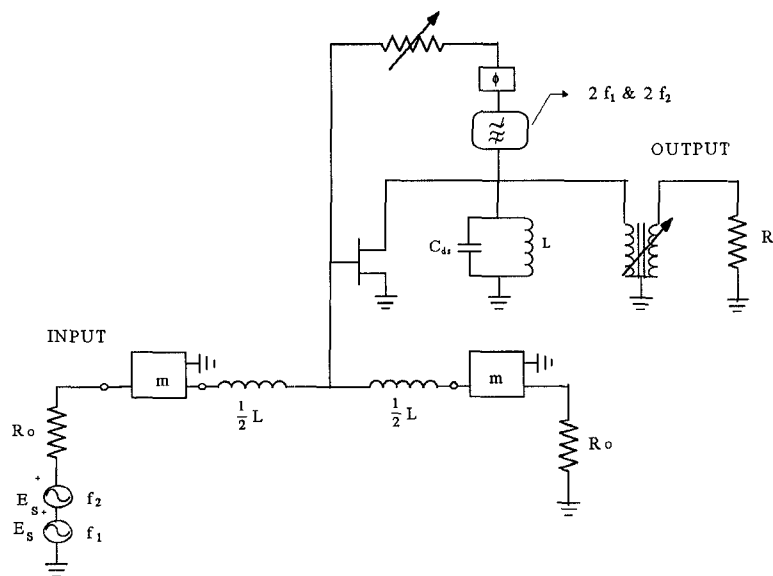 ϕ
2 f₁ & 2 f₂
OUTPUT
C_ds
L
R
INPUT
m
1/2 L
1/2 L
m
Ro
Ro
+
E_S+
f₂
E_S
f₁